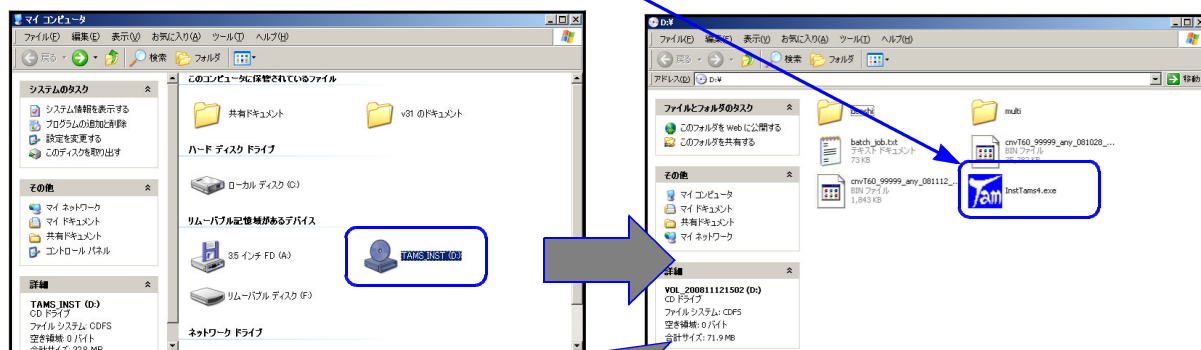 マイ コンピュータ
ファイル(F) 編集(E) 表示(V) お気に入り(A) ツール(T) ヘルプ(H)
戻る 検索 フォルダ
システムのタスク
システム情報を表示する
プログラムの追加と削除
設定を変更する
このディスクを取り出す
その他
マイ ネットワーク
マイ ドキュメント
共有ドキュメント
コントロール パネル
詳細
TAMS_INST (D:)
CD ドライブ
ファイル システム: CDFS
空き領域: 0 バイト
このコンピュータに保管されているファイル
共有ドキュメント
v31 のドキュメント
ハード ディスク ドライブ
ローカル ディスク (C:)
リムーバブル記憶域があるデバイス
3.5 インチ FD (A:)
TAMS_INST (D:)
リムーバブル ディスク (F:)
ネットワーク ドライブ
D:¥
ファイル(F) 編集(E) 表示(V) お気に入り(A) ツール(T) ヘルプ(H)
戻る 検索 フォルダ
アドレス(D) D:¥ 移動
ファイルとフォルダのタスク
このフォルダを Web に公開する
このフォルダを共有する
その他
マイ コンピュータ
マイ ドキュメント
共有ドキュメント
マイ ネットワーク
詳細
VOL_200811121502 (D:)
CD ドライブ
ファイル システム: CDFS
空き領域: 0 バイト
合計サイズ: 71.9 MB
multi
batch_job.txt
テキスト ドキュメント
73 KB
cnvT60_99999_any_081028_...
BIN ファイル
cnvT60_99999_any_081112_...
BIN ファイル
1,843 KB
Tam
InstTams4.exe